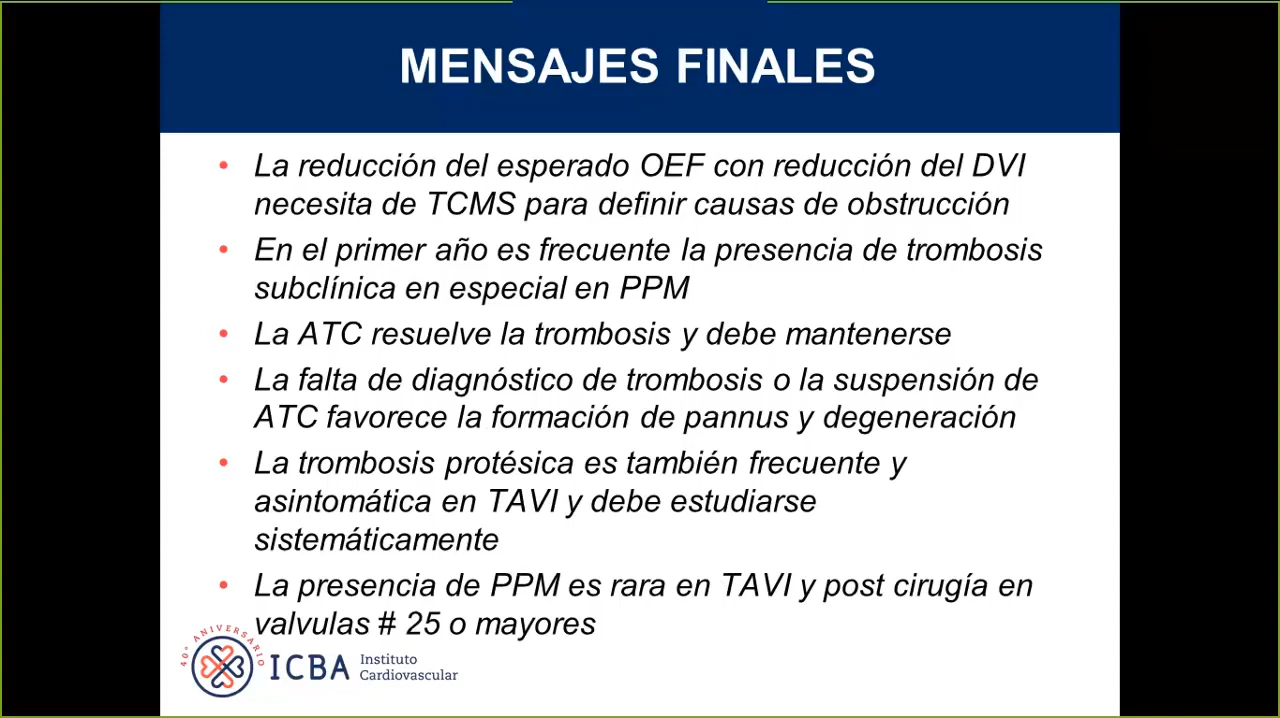 MENSAJES FINALES
• La reducción del esperado OEF con reducción del DVI
necesita de TCMS para definir causas de obstrucción
• En el primer año es frecuente la presencia de trombosis
subclínica en especial en PPM
• La ATC resuelve la trombosis y debe mantenerse
• La falta de diagnóstico de trombosis o la suspensión de
ATC favorece la formación de pannus y degeneración
• La trombosis protésica es también frecuente y
asintomática en TAVI y debe estudiarse
sistemáticamente
• La presencia de PPM es rara en TAVI y post cirugía en
valvulas # 25 o mayores
40° ANIVERSARIO
ICBA
Instituto
Cardiovascular